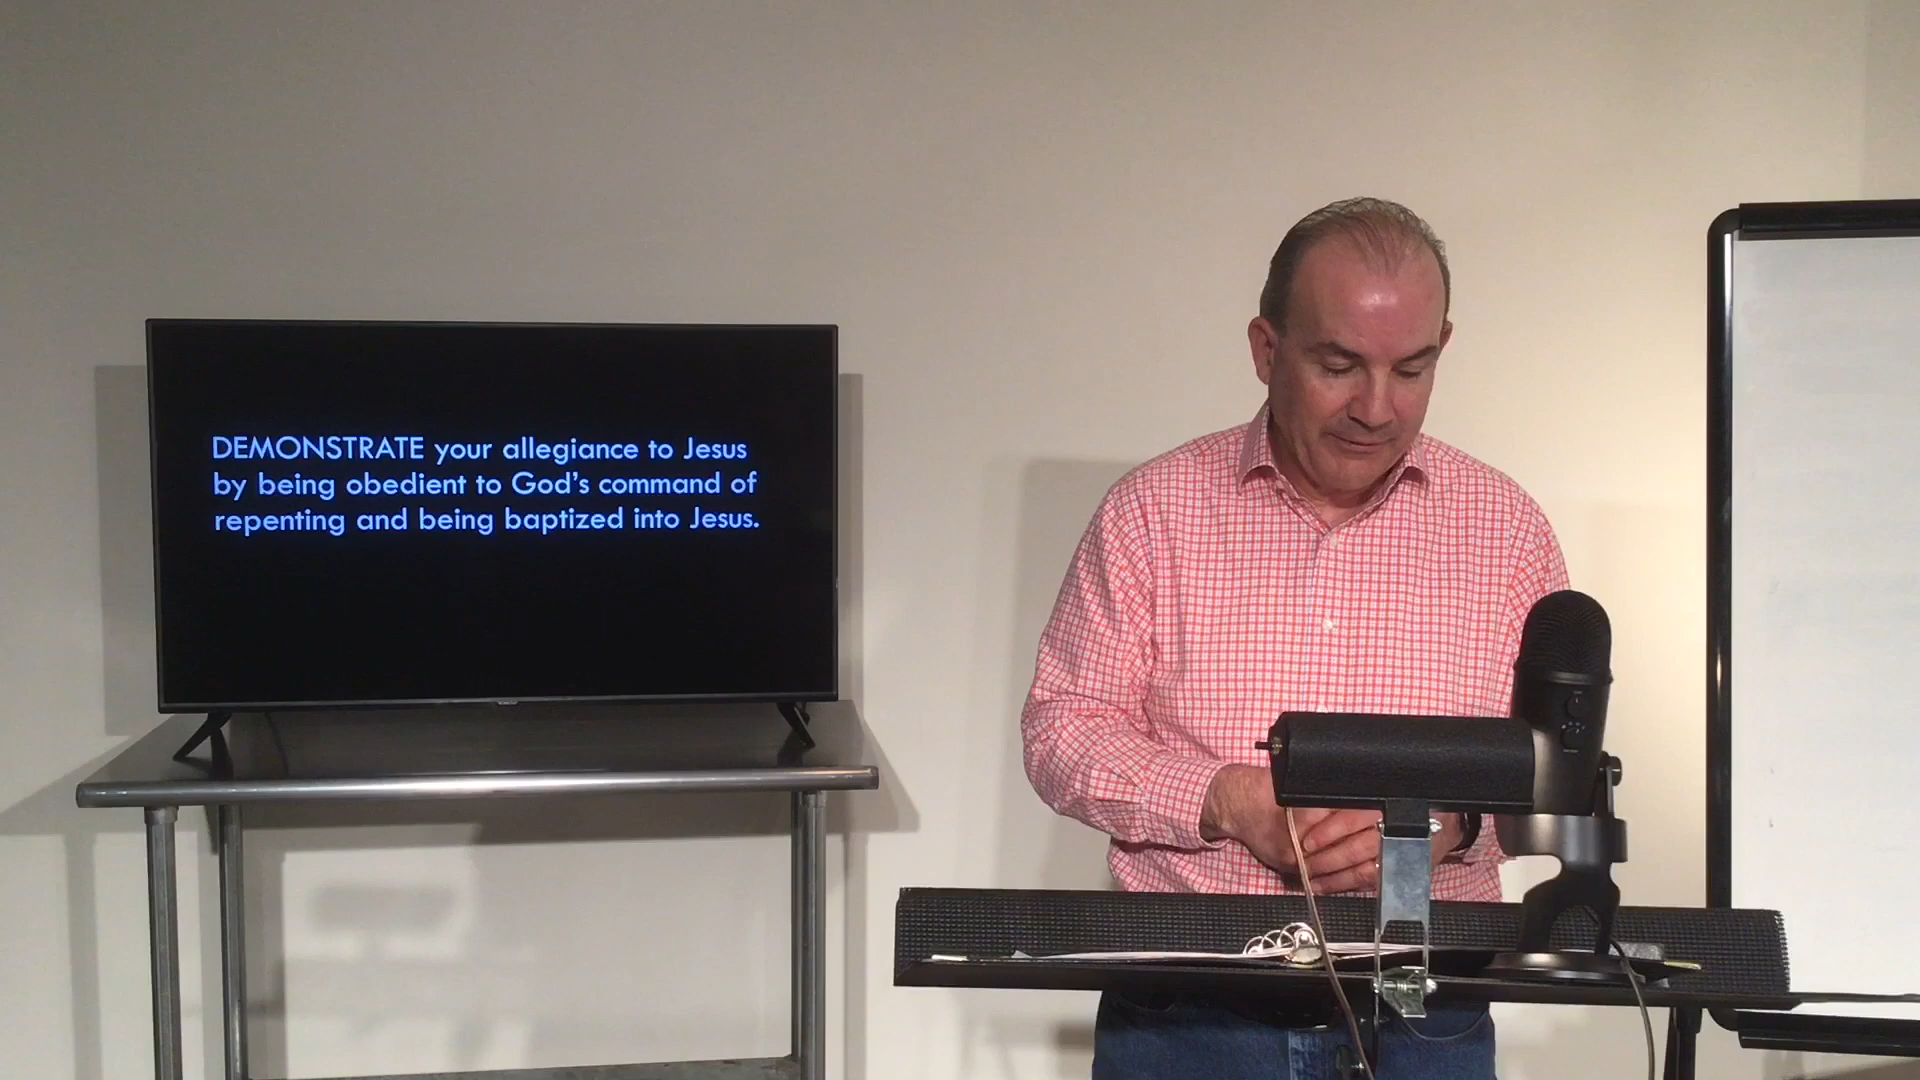 DEMONSTRATE your allegiance to Jesus
by being obedient to God's command of
repenting and being baptized into Jesus.